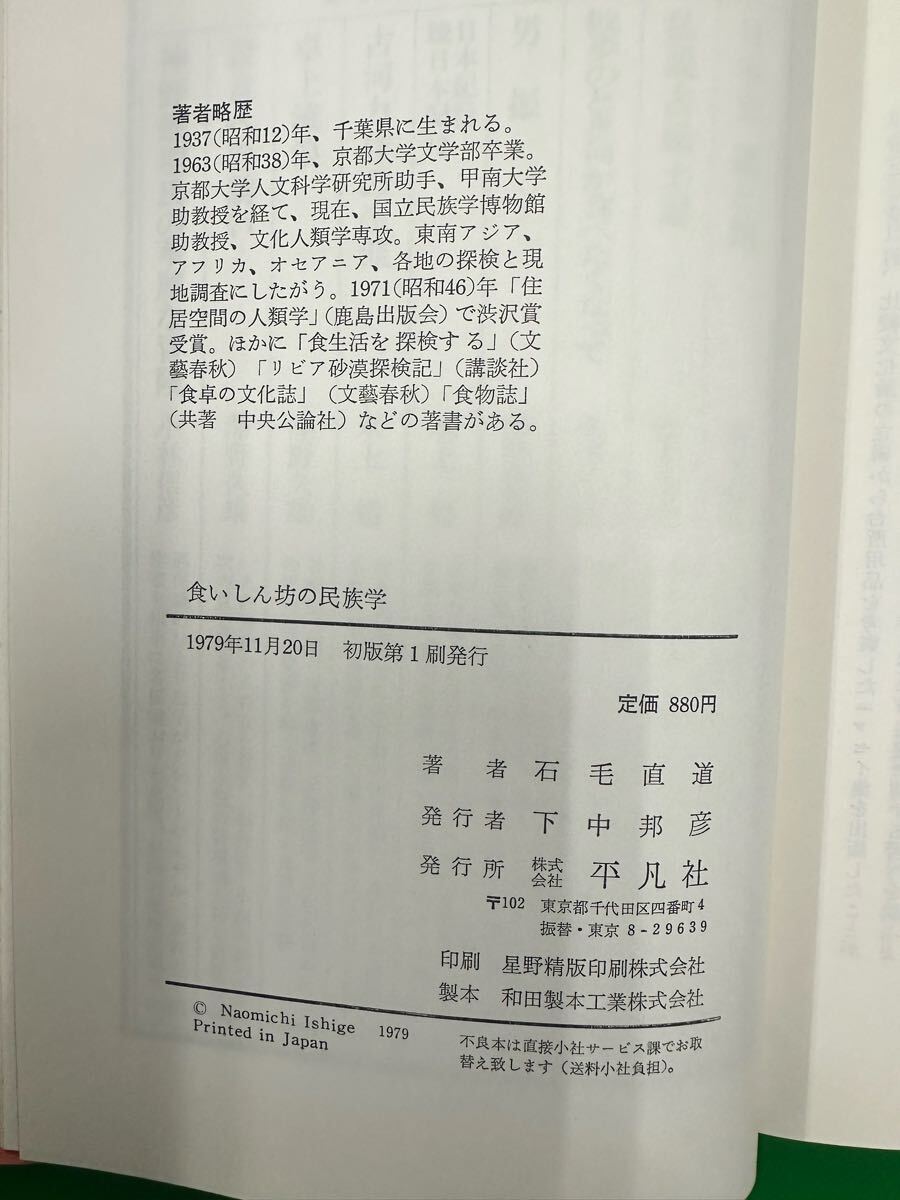 著者略歴
1937(昭和12)年、千葉県に生まれる。
1963(昭和38)年、京都大学文学部卒業。
京都大学人文科学研究所助手、甲南大学
助教授を経て、現在、国立民族学博物館
助教授、文化人類学専攻。東南アジア、
アフリカ、オセアニア、各地の探検と現
地調査にしたがう。1971(昭和46)年「住
居空間の人類学」(鹿島出版会)で渋沢賞
受賞。ほかに「食生活を探検する」(文
藝春秋)「リビア砂漠探検記」(講談社)
「食卓の文化誌」(文藝春秋)「食物誌」
(共著　中央公論社)などの著書がある。
食いしん坊の民族学
1979年11月20日　初版第1刷発行
定価 880円
著者 石毛直道
発行者 下中邦彦
発行所 株式会社 平凡社
〒102 東京都千代田区四番町4
振替・東京 8-29639
印刷 星野精版印刷株式会社
製本 和田製本工業株式会社
© Naomichi Ishige 1979
Printed in Japan
不良本は直接小社サービス課でお取
替え致します(送料小社負担)。